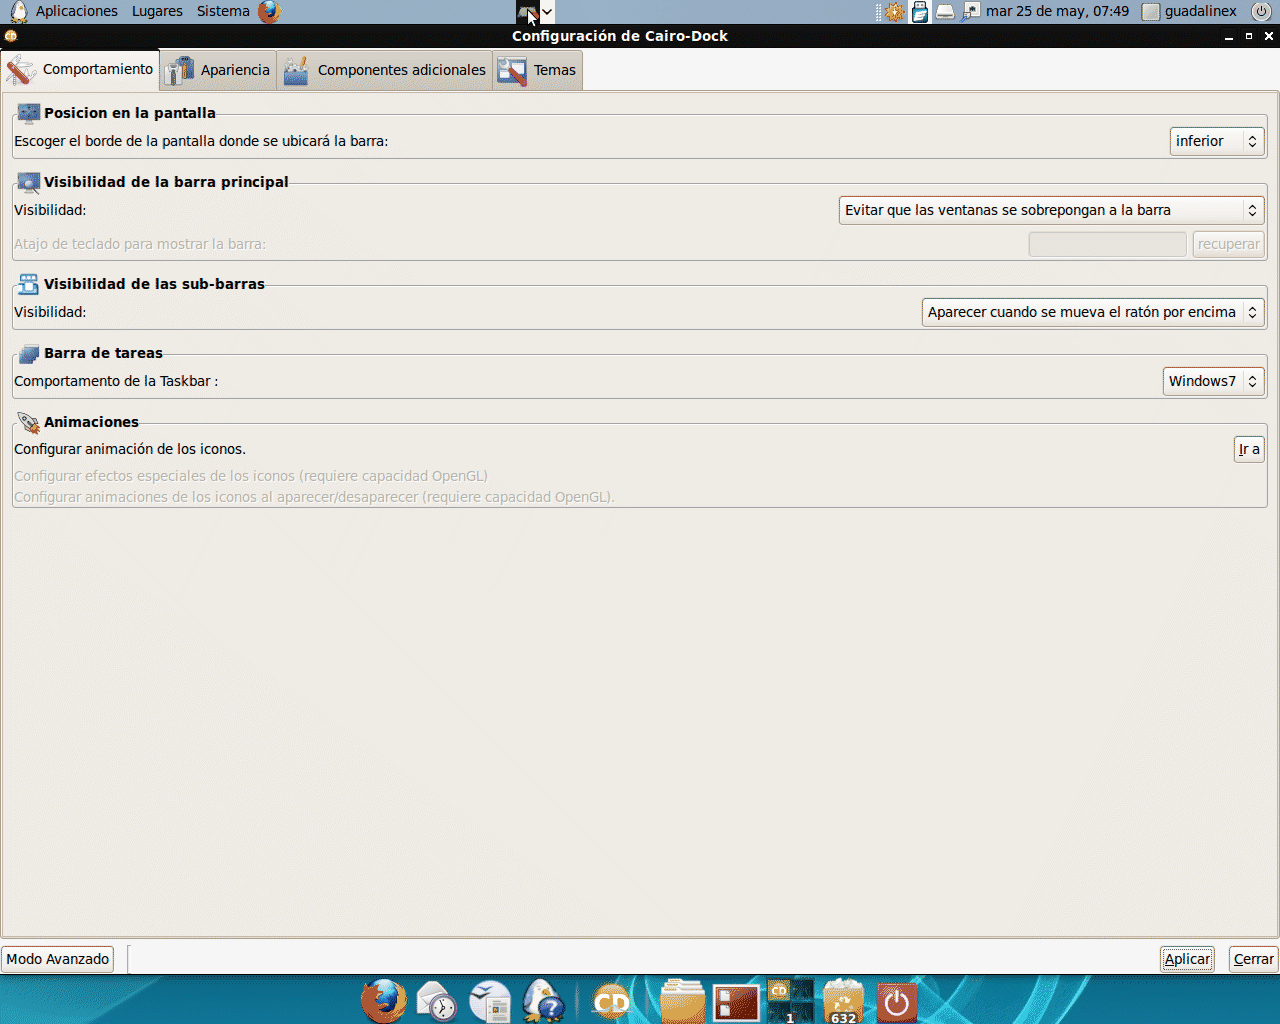 Aplicaciones Lugares Sistema mar 25 de may, 07:49 guadalinex
Configuración de Cairo-Dock
Comportamiento Apariencia Componentes adicionales Temas
Posicion en la pantalla
Escoger el borde de la pantalla donde se ubicará la barra: inferior
Visibilidad de la barra principal
Visibilidad: Evitar que las ventanas se sobrepongan a la barra
Atajo de teclado para mostrar la barra: recuperar
Visibilidad de las sub-barras
Visibilidad: Aparecer cuando se mueva el ratón por encima
Barra de tareas
Comportamento de la Taskbar : Windows7
Animaciones
Configurar animación de los iconos. Ir a
Configurar efectos especiales de los iconos (requiere capacidad OpenGL)
Configurar animaciones de los iconos al aparecer/desaparecer (requiere capacidad OpenGL).
Modo Avanzado Aplicar Cerrar
CD CD
1 632